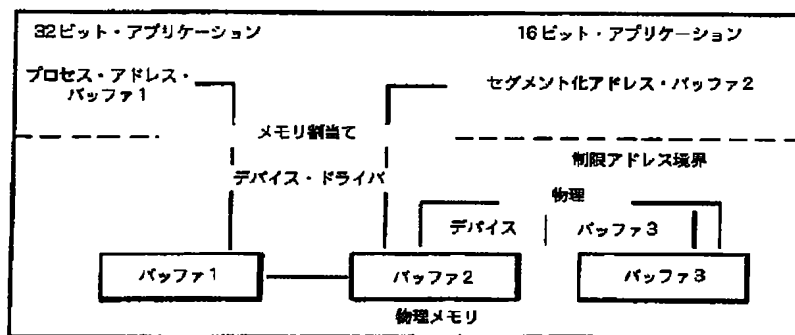 32ビット・アプリケーション
16ビット・アプリケーション
プロセス・アドレス・
バッファ1
セグメント化アドレス・バッファ2
メモリ割当て
制限アドレス境界
デバイス・ドライバ
物理
デバイス
バッファ3
バッファ1
バッファ2
バッファ3
物理メモリ